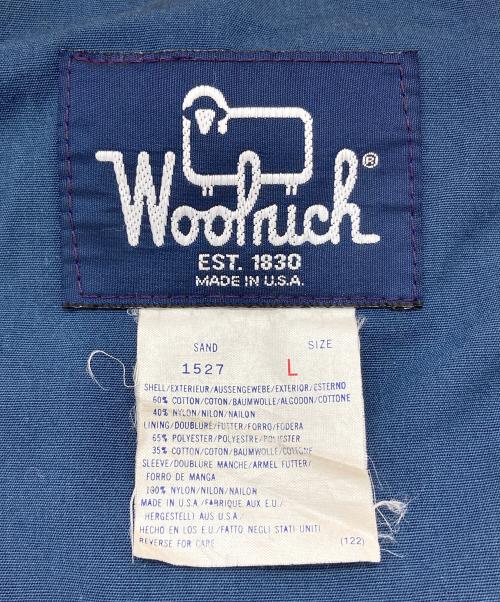 Woolrich®
EST. 1830
MADE IN U.S.A.
SAND SIZE
1527 L
SHELL/EXTERIEUR/AUSSENGEWEBE/EXTERIOR/ESTERNO
60% COTTON/COTON/BAUMWOLLE/ALGODON/COTTONE
40% NYLON/NILON/NAILON
LINING/DOUBLURE/FUTTER/FORRO/FODERA
65% POLYESTER/POLYESTRE/POLIESTER
35% COTTON/COTON/BAUMWOLLE/COTTONE
SLEEVE/DOUBLURE MANCHE/ARMEL FUTTER/
FORRO DE MANGA
100% NYLON/NILON/NAILON
MADE IN U.S.A./FABRIQUE AUX E.U./
HERGESTELLT AUS U.S.A./
HECHO EN LOS E.U./FATTO NEGLI STATI UNITI
REVERSE FOR CARE (122)